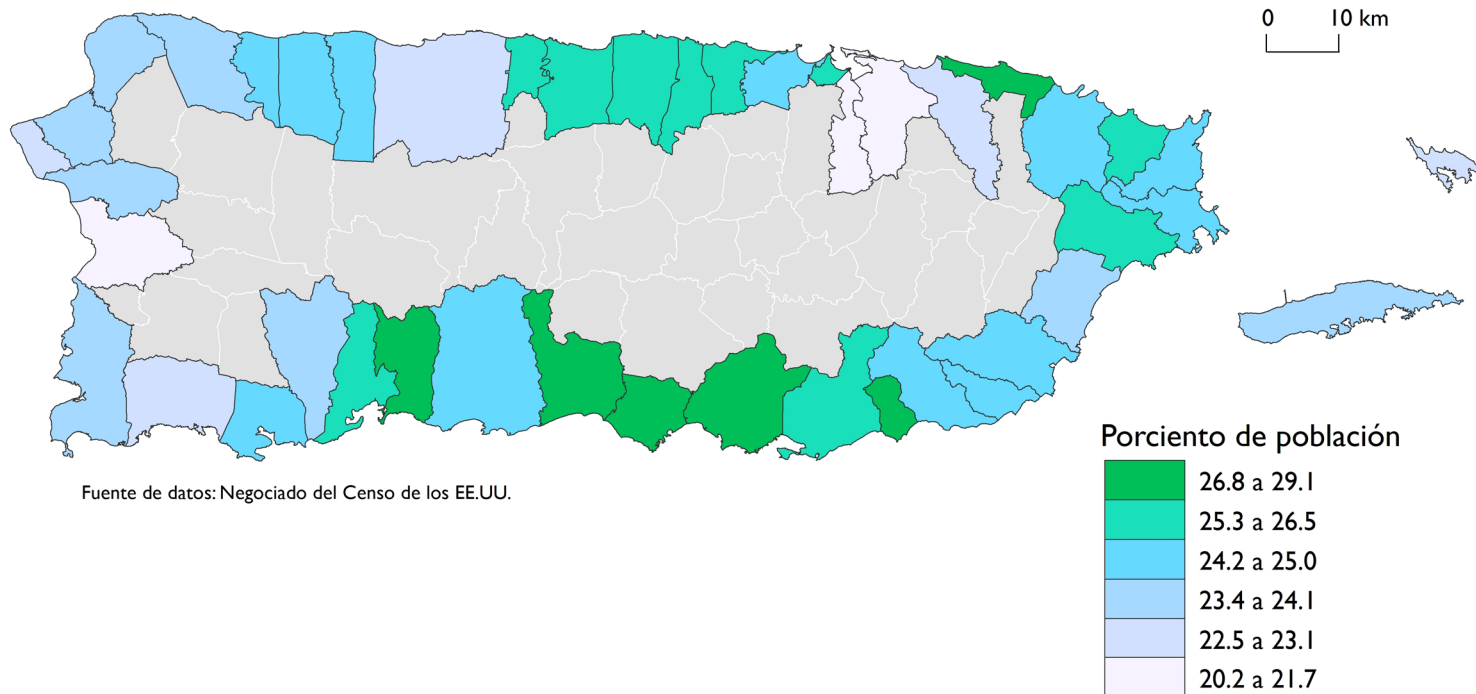 0 10 km
Fuente de datos: Negociado del Censo de los EE.UU.
Porciento de población
26.8 a 29.1
25.3 a 26.5
24.2 a 25.0
23.4 a 24.1
22.5 a 23.1
20.2 a 21.7